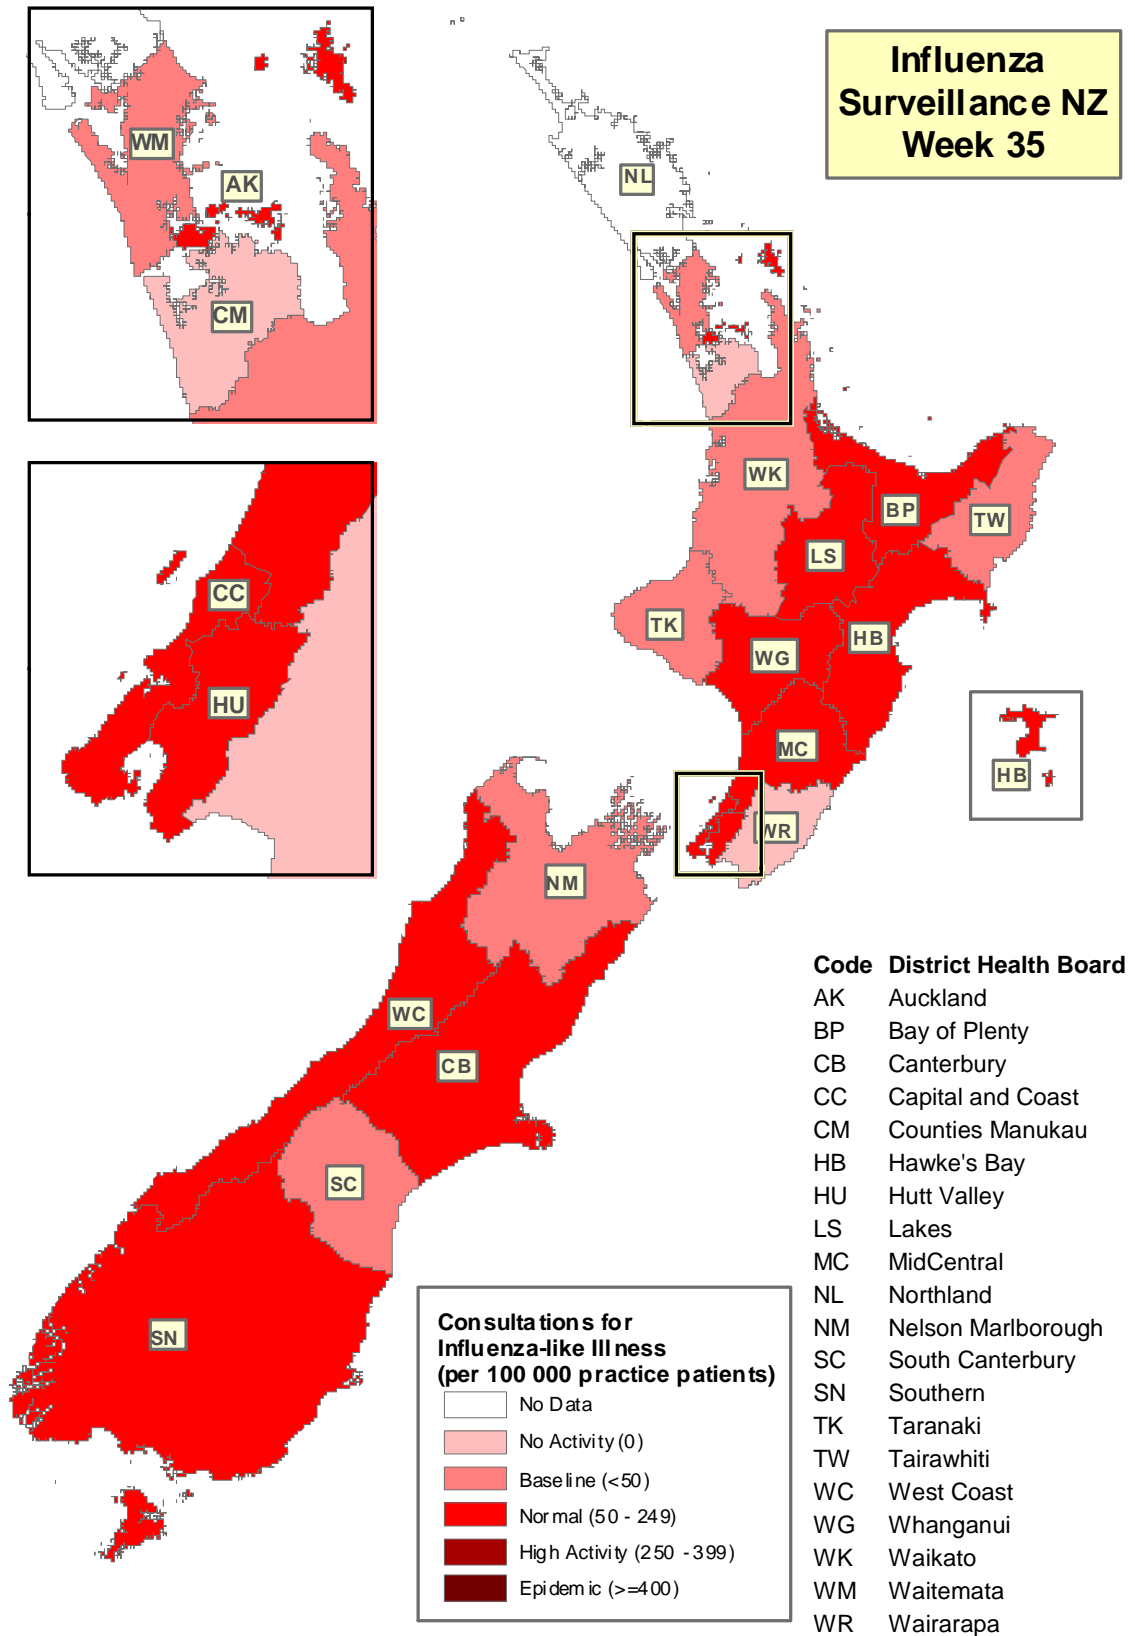 Influenza
Surveillance NZ
Week 35
WM
AK
CM
NL
WK
BP
TW
LS
TK
HB
WG
MC
HB
WR
CC
HU
NM
WC
CB
SC
SN
Code District Health Board
AK Auckland
BP Bay of Plenty
CB Canterbury
CC Capital and Coast
CM Counties Manukau
HB Hawke's Bay
HU Hutt Valley
LS Lakes
MC MidCentral
NL Northland
NM Nelson Marlborough
SC South Canterbury
SN Southern
TK Taranaki
TW Tairawhiti
WC West Coast
WG Whanganui
WK Waikato
WM Waitemata
WR Wairarapa
Consultations for
Influenza-like Illness
(per 100 000 practice patients)
No Data
No Activity (0)
Baseline (<50)
Normal (50 - 249)
High Activity (250 - 399)
Epidemic (>=400)